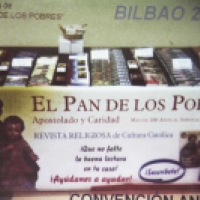 DE LOS POBRES"
BILBAO 2
EL PAN DE LOS PO
Apostolado y Caridad
REVISTA RELIGIOSA de Cultura Católica
¡Que no falte
la buena lectura
en tu casa!
¡Ayúdanos a ayudar!
¡Suscríbete!
CONVENCION AN